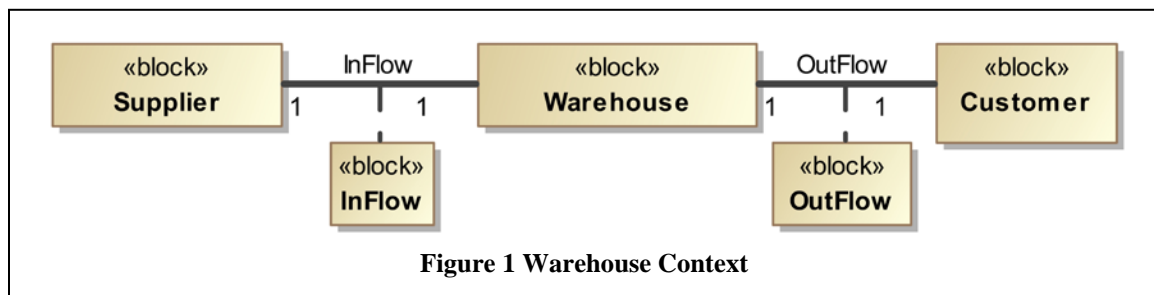 «block»
Supplier
InFlow
«block»
Warehouse
OutFlow
«block»
Customer
1
1
1
1
«block»
InFlow
«block»
OutFlow
Figure 1 Warehouse Context